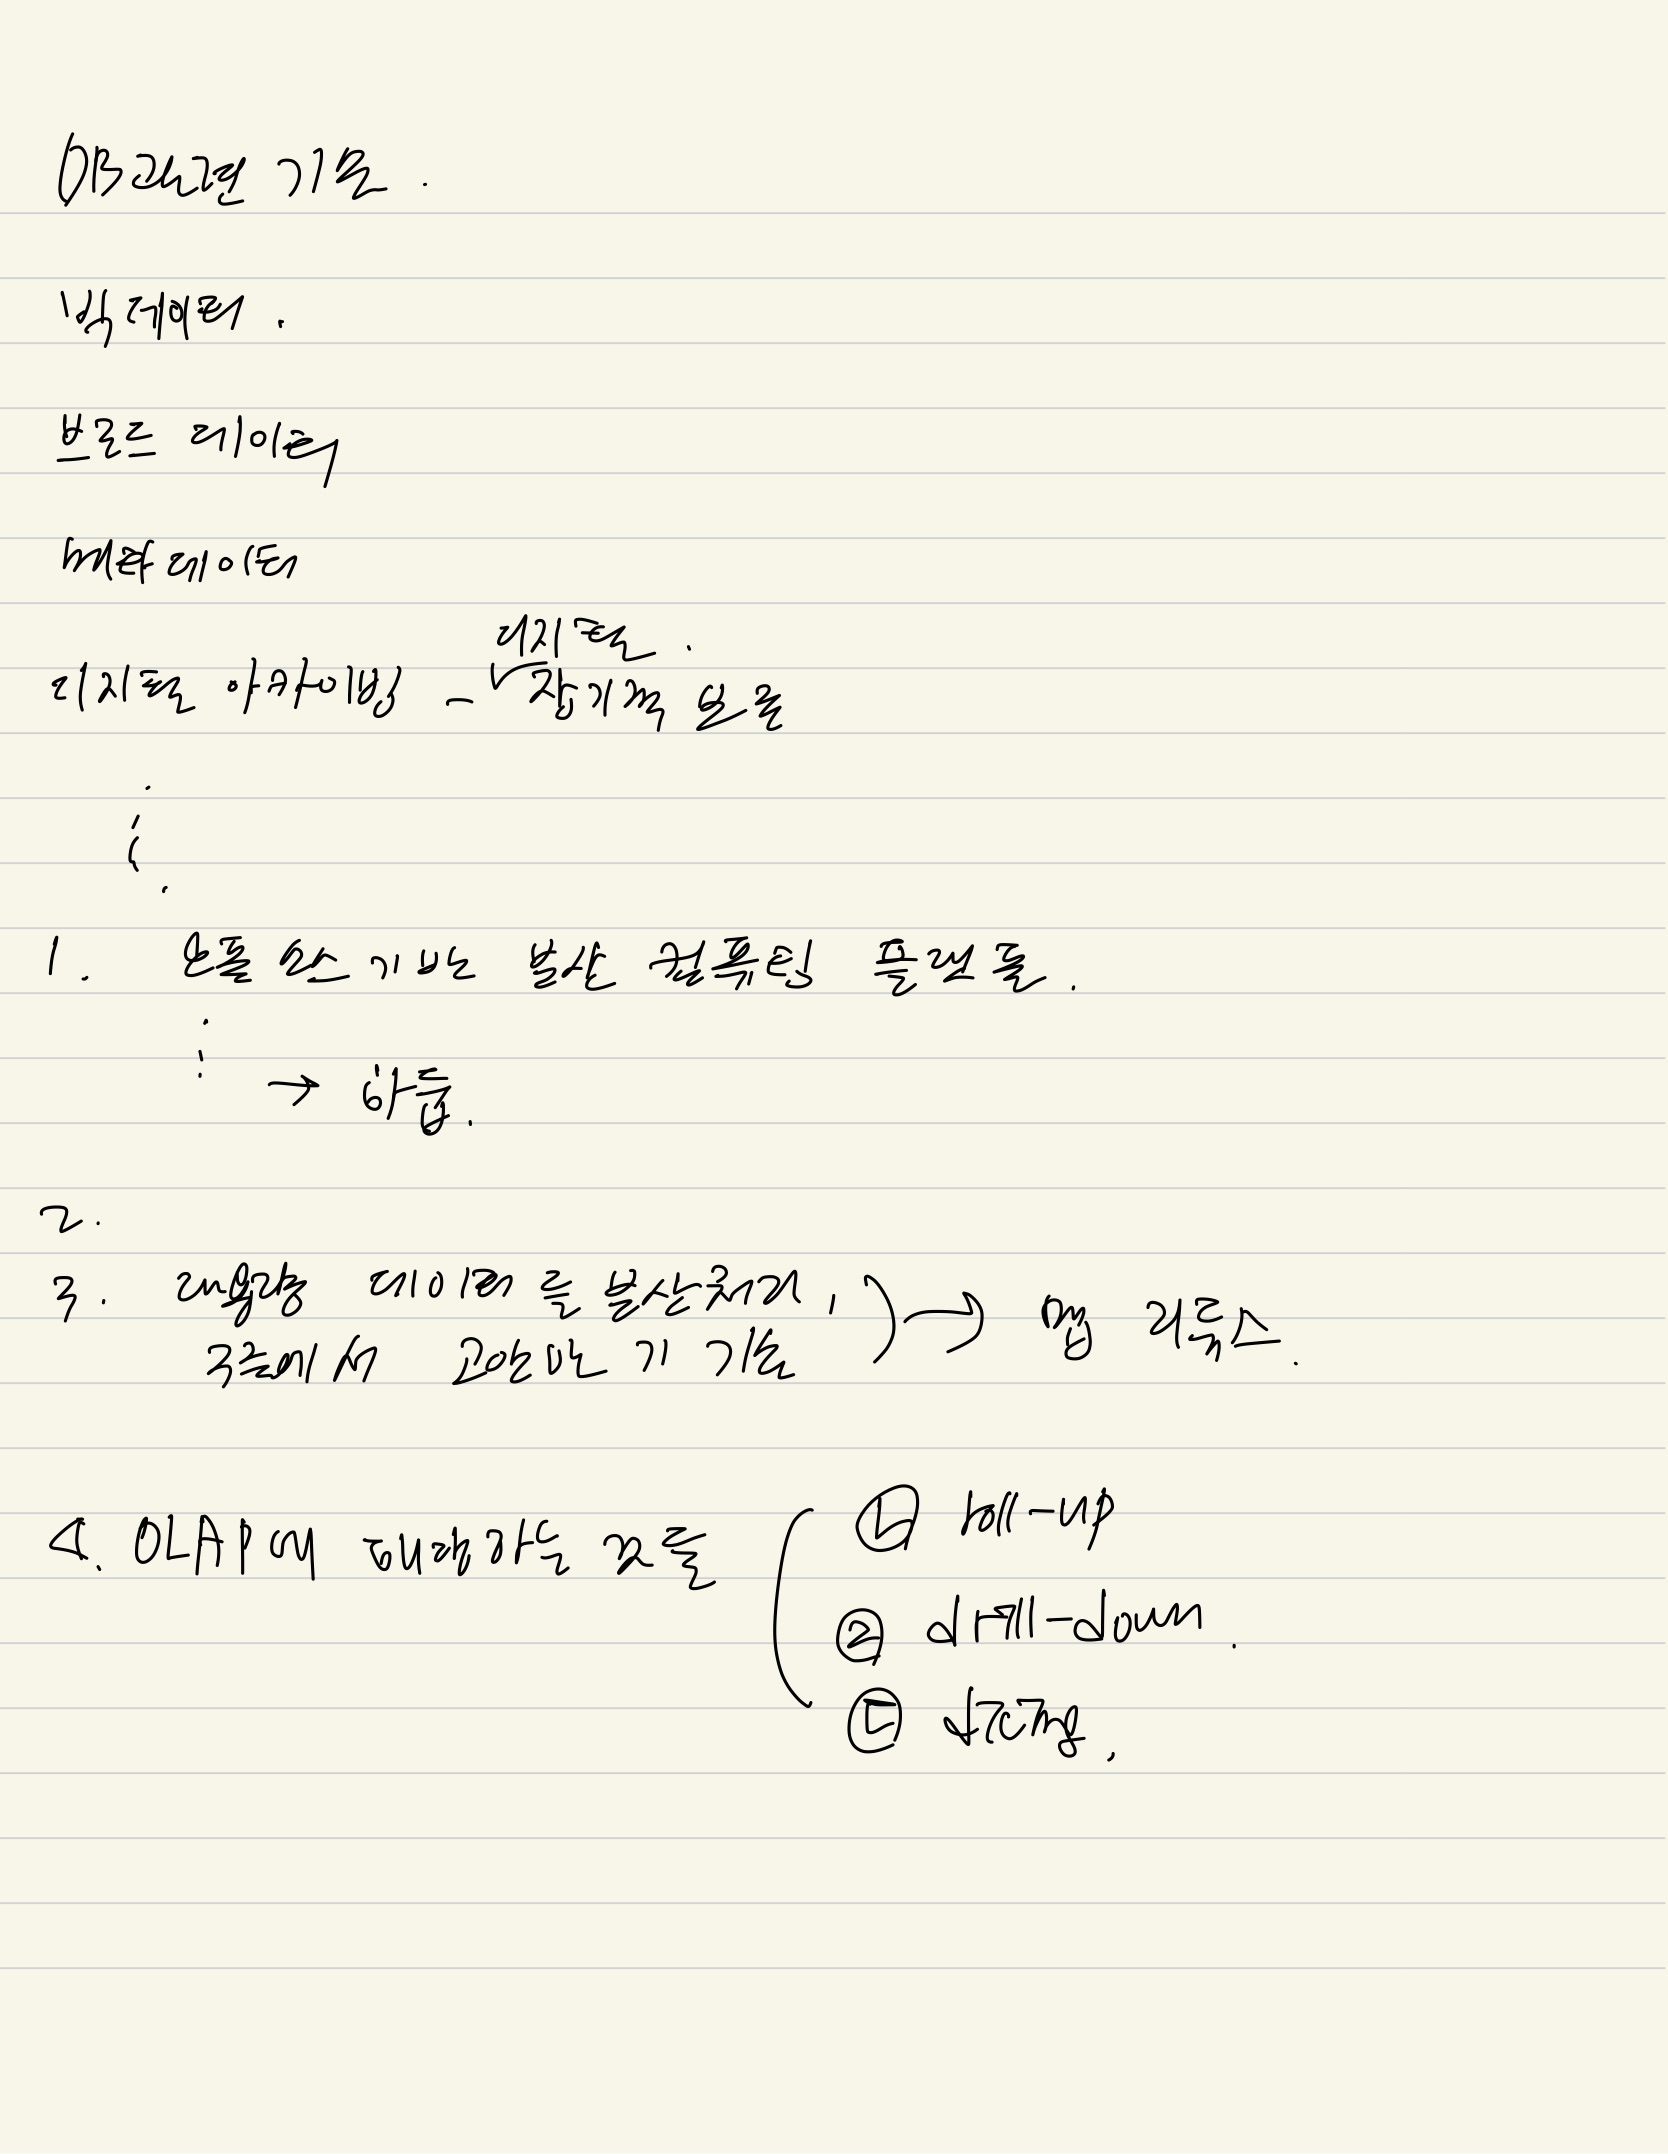 DB관련 기술.
빅데이터.
브로드 데이터
메타데이터
디지털.
디지털 아카이빙 - 장기적 보존
1. 오픈 소스 기반 분산 컴퓨팅 플랫폼.
→ 하둡.
2.
3. 대용량 데이터를 분산처리, → 맵 리듀스.
구글에서 고안한 기술
4. OLAP에 해당하는 것들
① roll-up
② drill-down.
③ dicing.